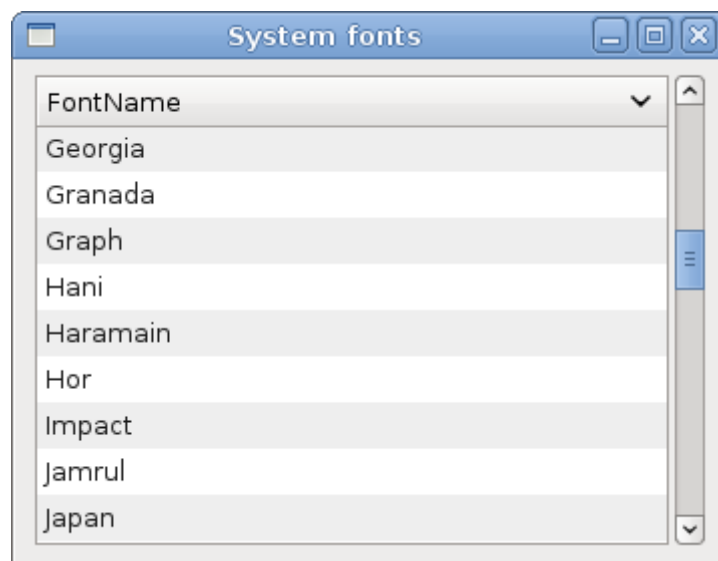 System fonts
FontName
Georgia
Granada
Graph
Hani
Haramain
Hor
Impact
Jamrul
Japan